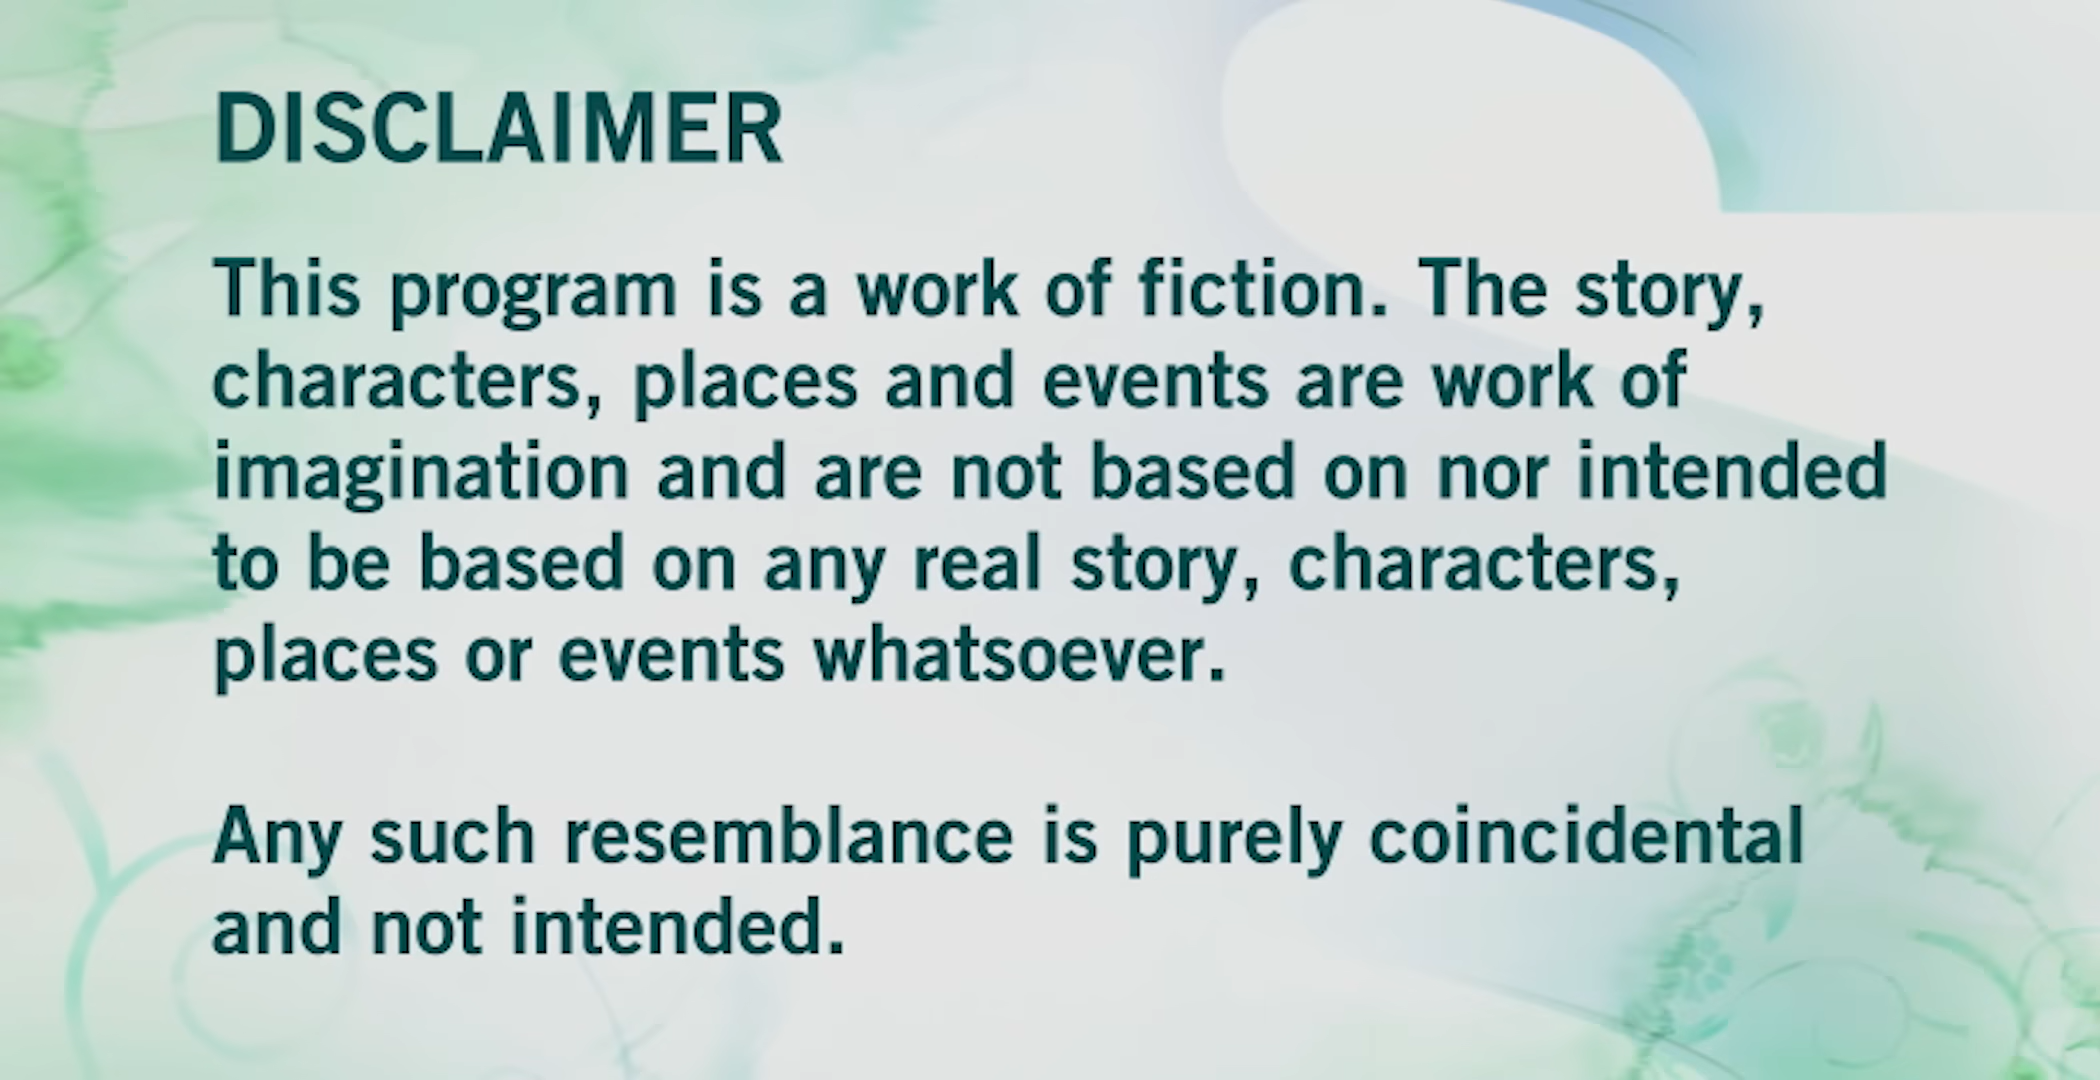 DISCLAIMER
This program is a work of fiction. The story,
characters, places and events are work of
imagination and are not based on nor intended
to be based on any real story, characters,
places or events whatsoever.
Any such resemblance is purely coincidental
and not intended.